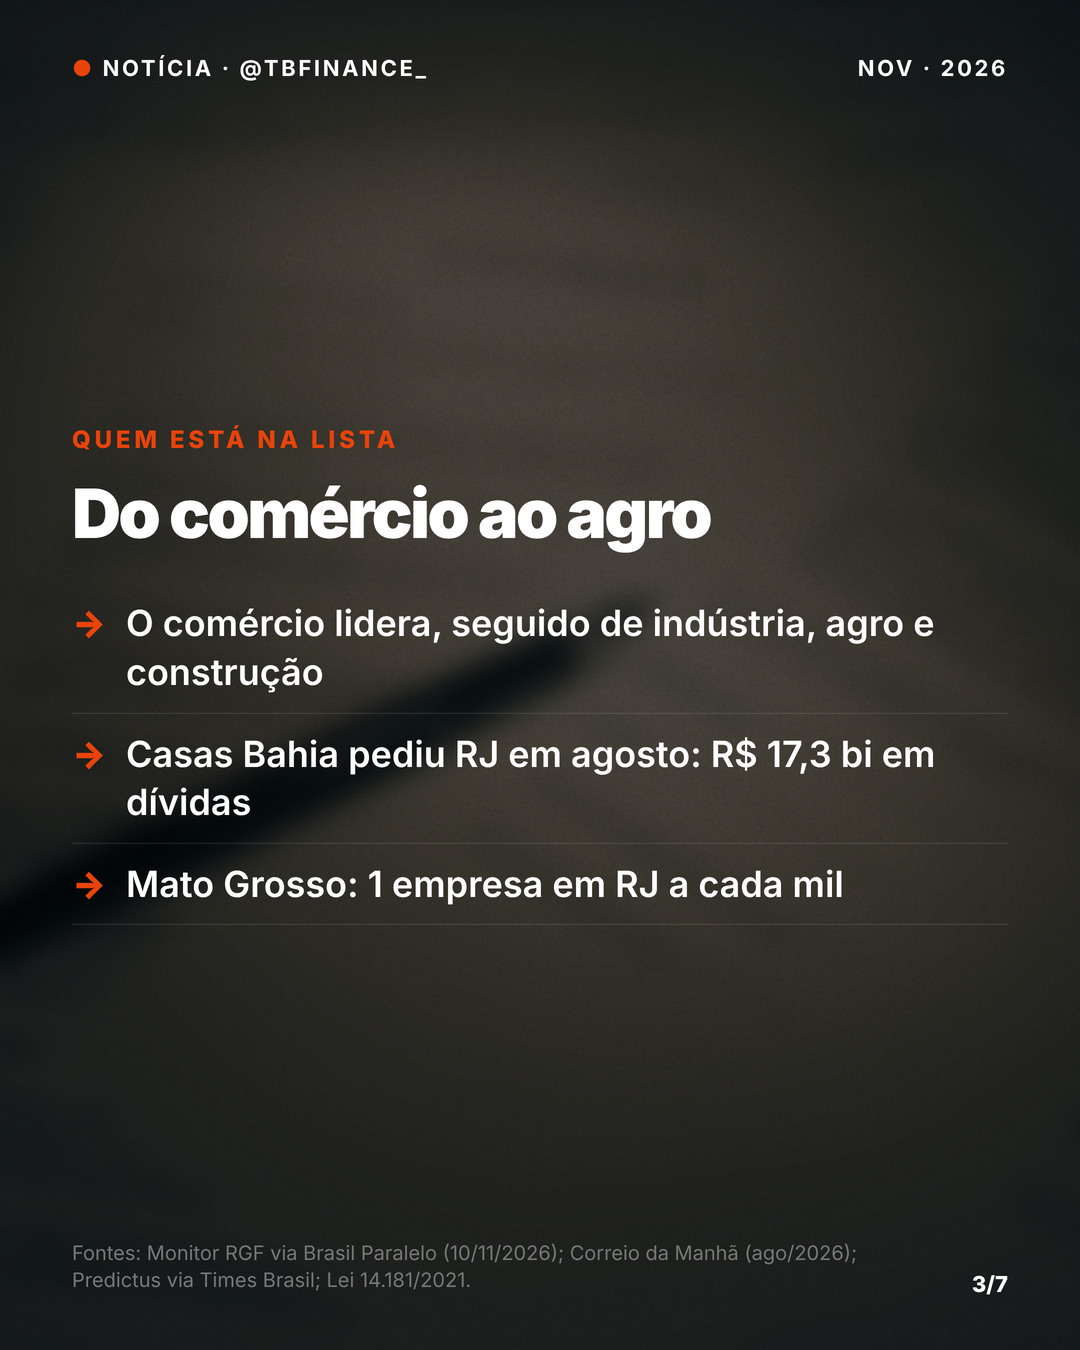 NOTÍCIA · @TBFINANCE_
NOV · 2026
QUEM ESTÁ NA LISTA
Do comércio ao agro
→ O comércio lidera, seguido de indústria, agro e
construção
→ Casas Bahia pediu RJ em agosto: R$ 17,3 bi em
dívidas
→ Mato Grosso: 1 empresa em RJ a cada mil
Fontes: Monitor RGF via Brasil Paralelo (10/11/2026); Correio da Manhã (ago/2026);
Predictus via Times Brasil; Lei 14.181/2021.
3/7